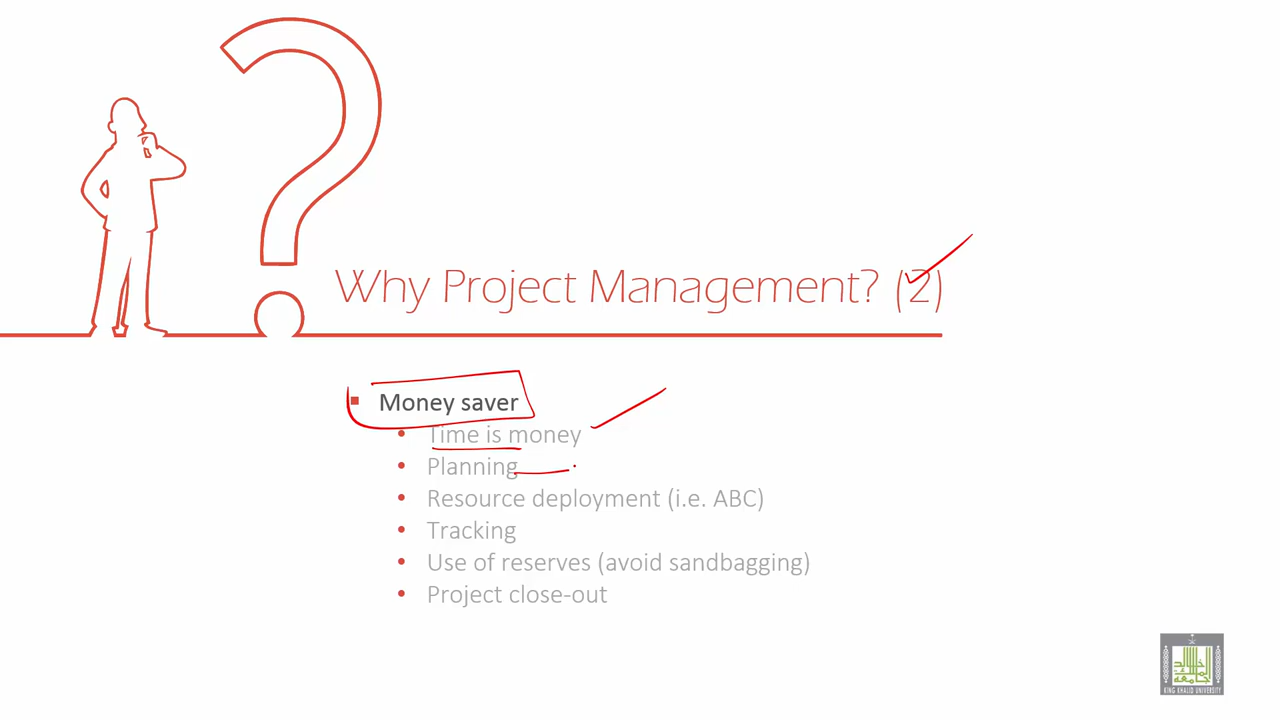 Why Project Management? (2)
Money saver
Time is money
Planning
Resource deployment (i.e. ABC)
Tracking
Use of reserves (avoid sandbagging)
Project close-out
KING KHALID UNIVERSITY